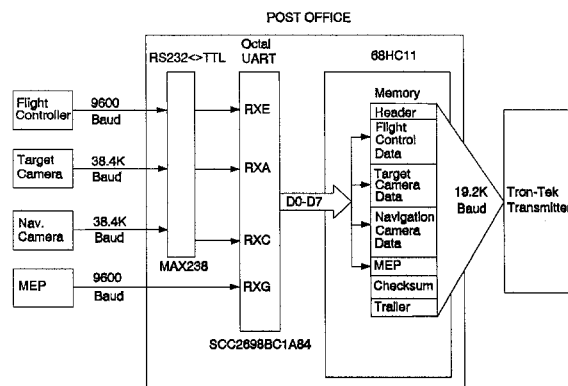 POST OFFICE
RS232<>TTL
Octal
UART
68HC11
Flight
Controller
9600
Baud
Target
Camera
38.4K
Baud
Nav.
Camera
38.4K
Baud
MEP
9600
Baud
MAX238
RXE
RXA
RXC
RXG
SCC2698BC1A84
D0-D7
Memory
Header
Flight
Control
Data
Target
Camera
Data
Navigation
Camera
Data
MEP
Checksum
Trailer
19.2K
Baud
Tron-Tek
Transmitter